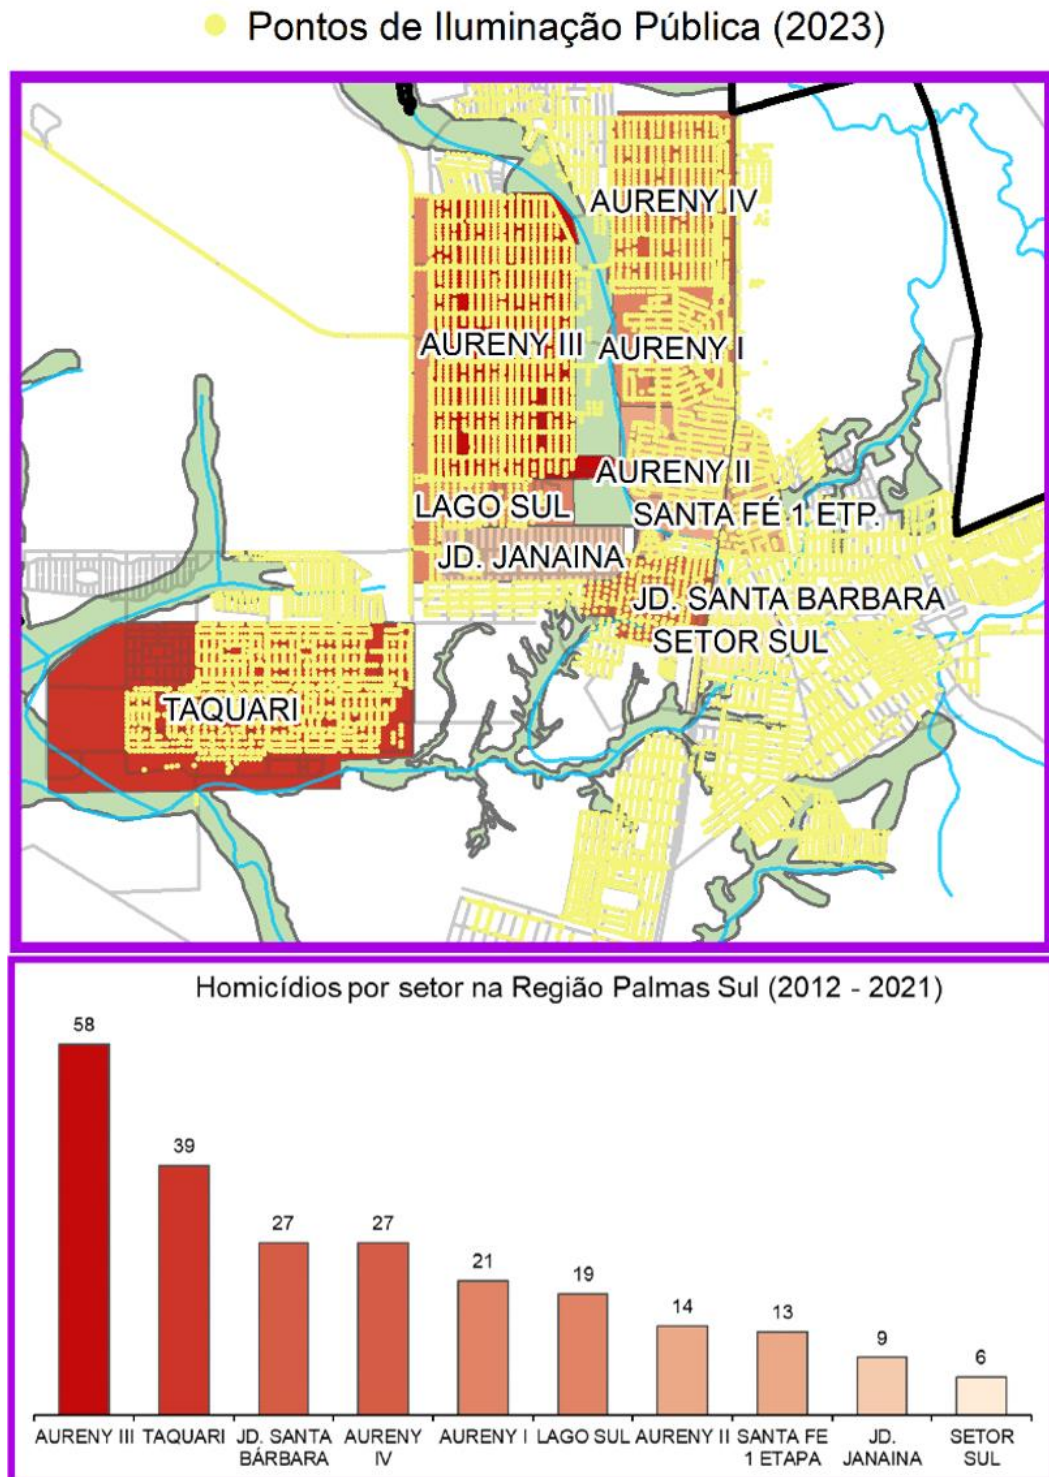 Pontos de Iluminação Pública (2023)
AURENY IV
AURENY III
AURENY I
AURENY II
LAGO SUL
SANTA FÉ 1 ETP.
JD. JANAINA
JD. SANTA BARBARA
SETOR SUL
TAQUARI
Homicídios por setor na Região Palmas Sul (2012 - 2021)
58
39
27
27
21
19
14
13
9
6
AURENY III
TAQUARI
JD. SANTA
BÁRBARA
AURENY
IV
AURENY I
LAGO SUL
AURENY II
SANTA FE
1 ETAPA
JD.
JANAINA
SETOR
SUL